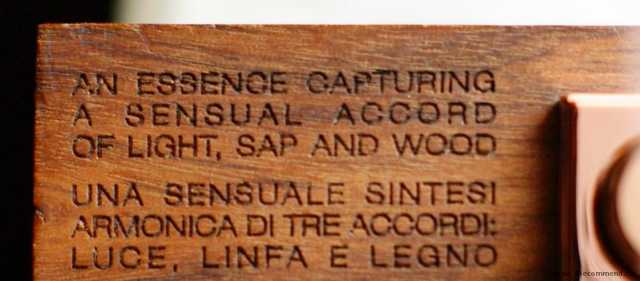 AN ESSENCE CAPTURING
A SENSUAL ACCORD
OF LIGHT, SAP AND WOOD
UNA SENSUALE SINTESI
ARMONICA DI TRE ACCORDI:
LUCE, LINFA E LEGNO